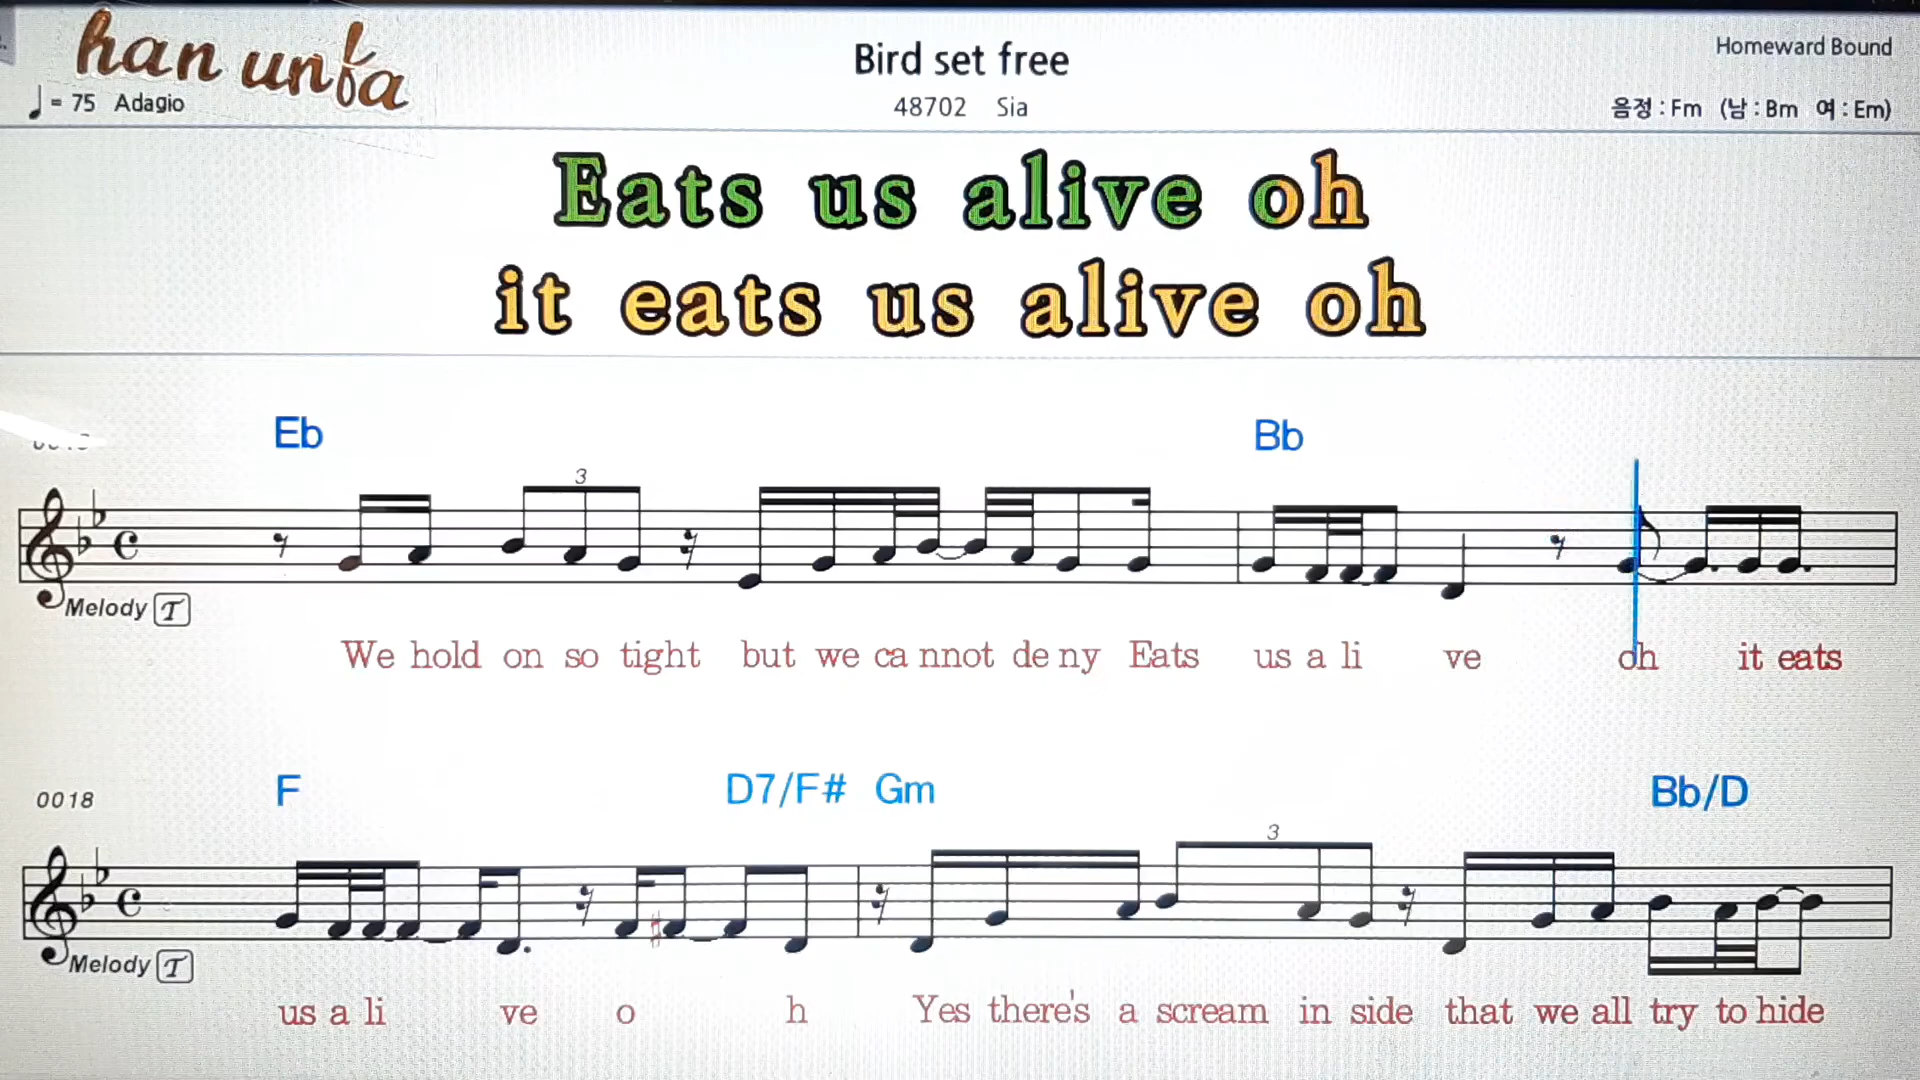 han unfa
Bird set free
Homeward Bound
♩= 75 Adagio
48702 Sia
음정 : Fm (남 : Bm 여 : Em)
Eats us alive oh
it eats us alive oh
Eb Bb
3
Melody T
We hold on so tight but we ca nnot de ny Eats us a li ve oh it eats
F D7/F# Gm Bb/D
0018
3
Melody T
us a li ve o h Yes there's a scream in side that we all try to hide